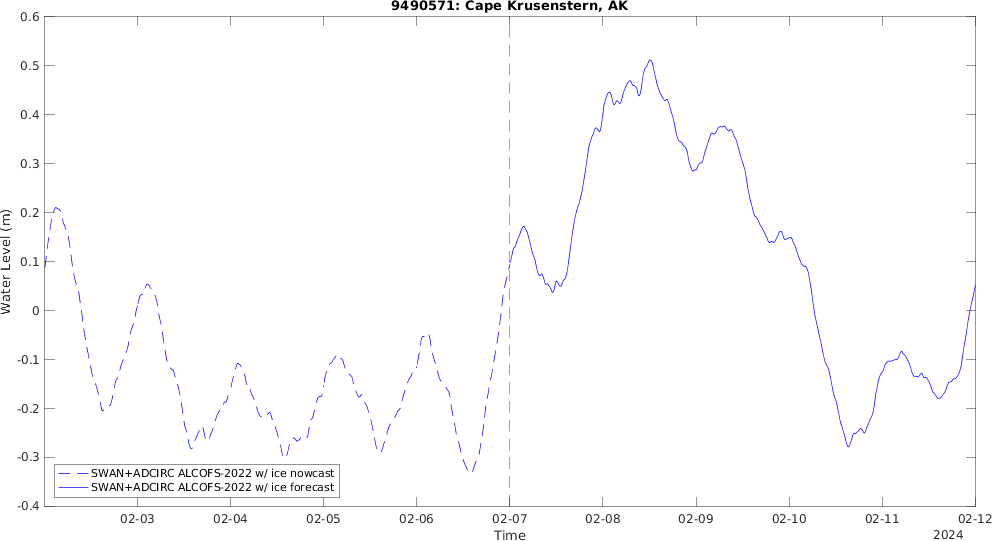 9490571: Cape Krusenstern, AK
0.6
0.5
0.4
0.3
0.2
0.1
0
-0.1
-0.2
-0.3
-0.4
Water Level (m)
SWAN+ADCIRC ALCOFS-2022 w/ ice nowcast
SWAN+ADCIRC ALCOFS-2022 w/ ice forecast
02-03 02-04 02-05 02-06 02-07 02-08 02-09 02-10 02-11 02-12
Time
2024